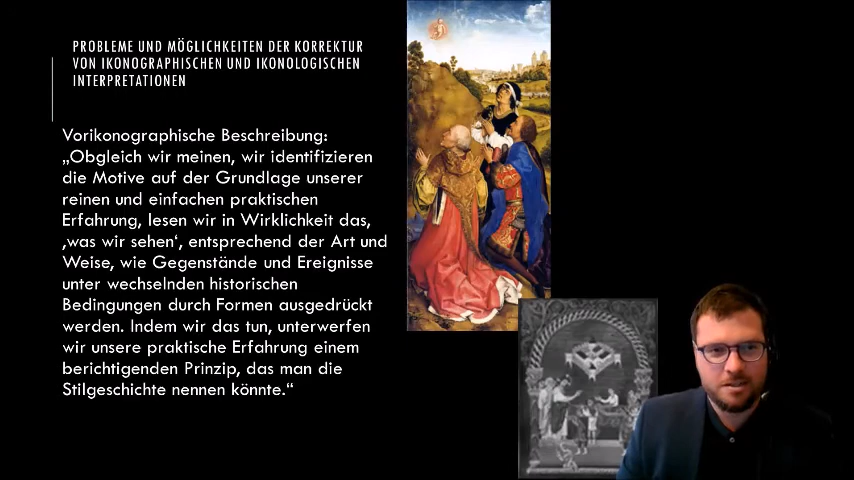 PROBLEME UND MÖGLICHKEITEN DER KORREKTUR
VON IKONOGRAPHISCHEN UND IKONOLOGISCHEN
INTERPRETATIONEN
Vorikonographische Beschreibung:
„Obgleich wir meinen, wir identifizieren
die Motive auf der Grundlage unserer
reinen und einfachen praktischen
Erfahrung, lesen wir in Wirklichkeit das,
‚was wir sehen‘, entsprechend der Art und
Weise, wie Gegenstände und Ereignisse
unter wechselnden historischen
Bedingungen durch Formen ausgedrückt
werden. Indem wir das tun, unterwerfen
wir unsere praktische Erfahrung einem
berichtigenden Prinzip, das man die
Stilgeschichte nennen könnte.“